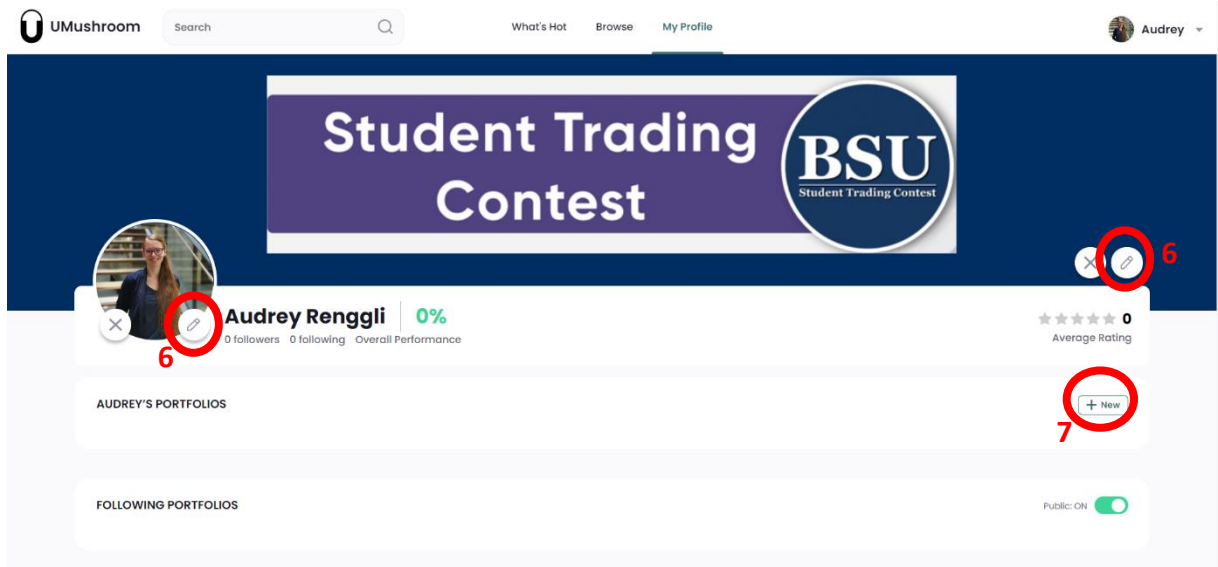 UMushroom
Search
What's Hot
Browse
My Profile
Audrey
Student Trading
Contest
BSU
Student Trading Contest
6
Audrey Renggli
0%
0 followers 0 following Overall Performance
6
0
Average Rating
AUDREY'S PORTFOLIOS
+ New
7
FOLLOWING PORTFOLIOS
Public: ON